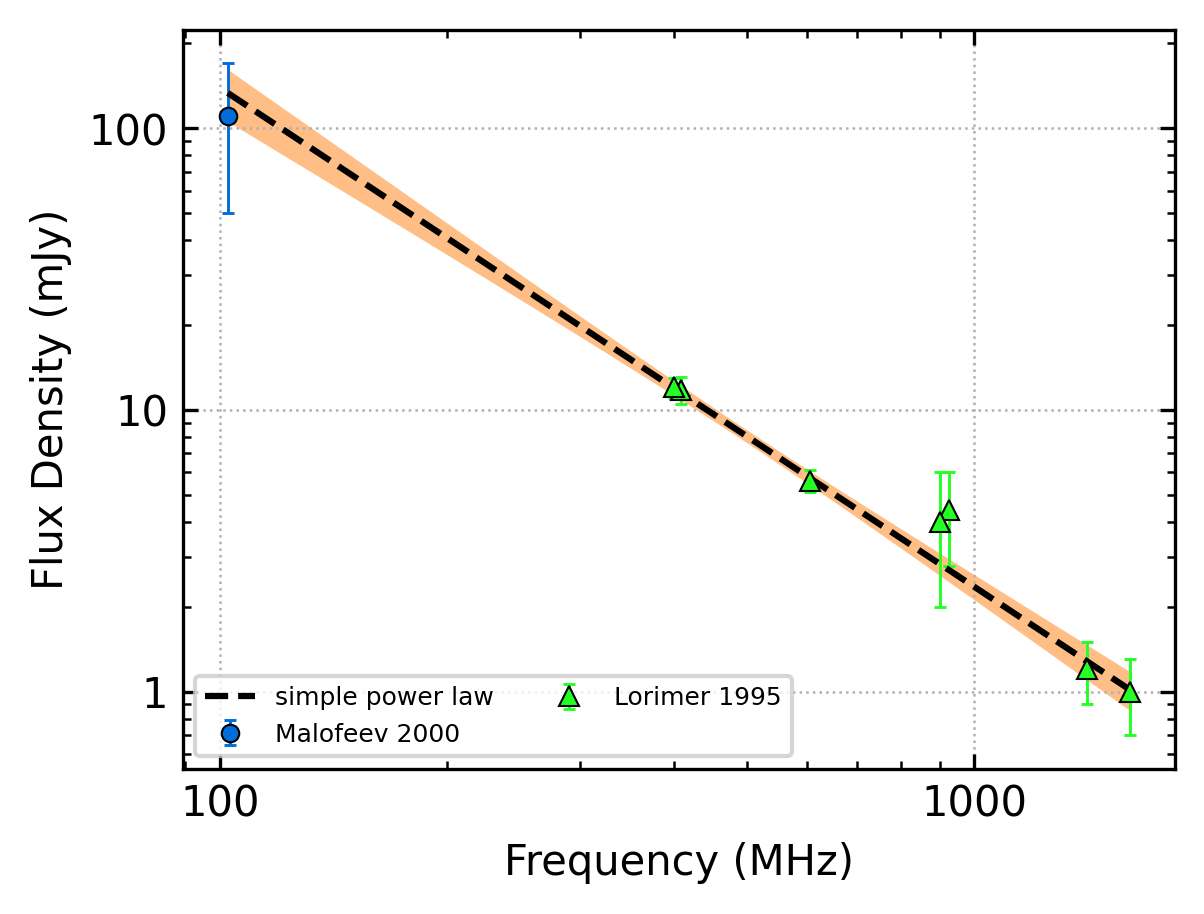 Flux Density (mJy)
100
10
1
simple power law
Malofeev 2000
Lorimer 1995
100
1000
Frequency (MHz)